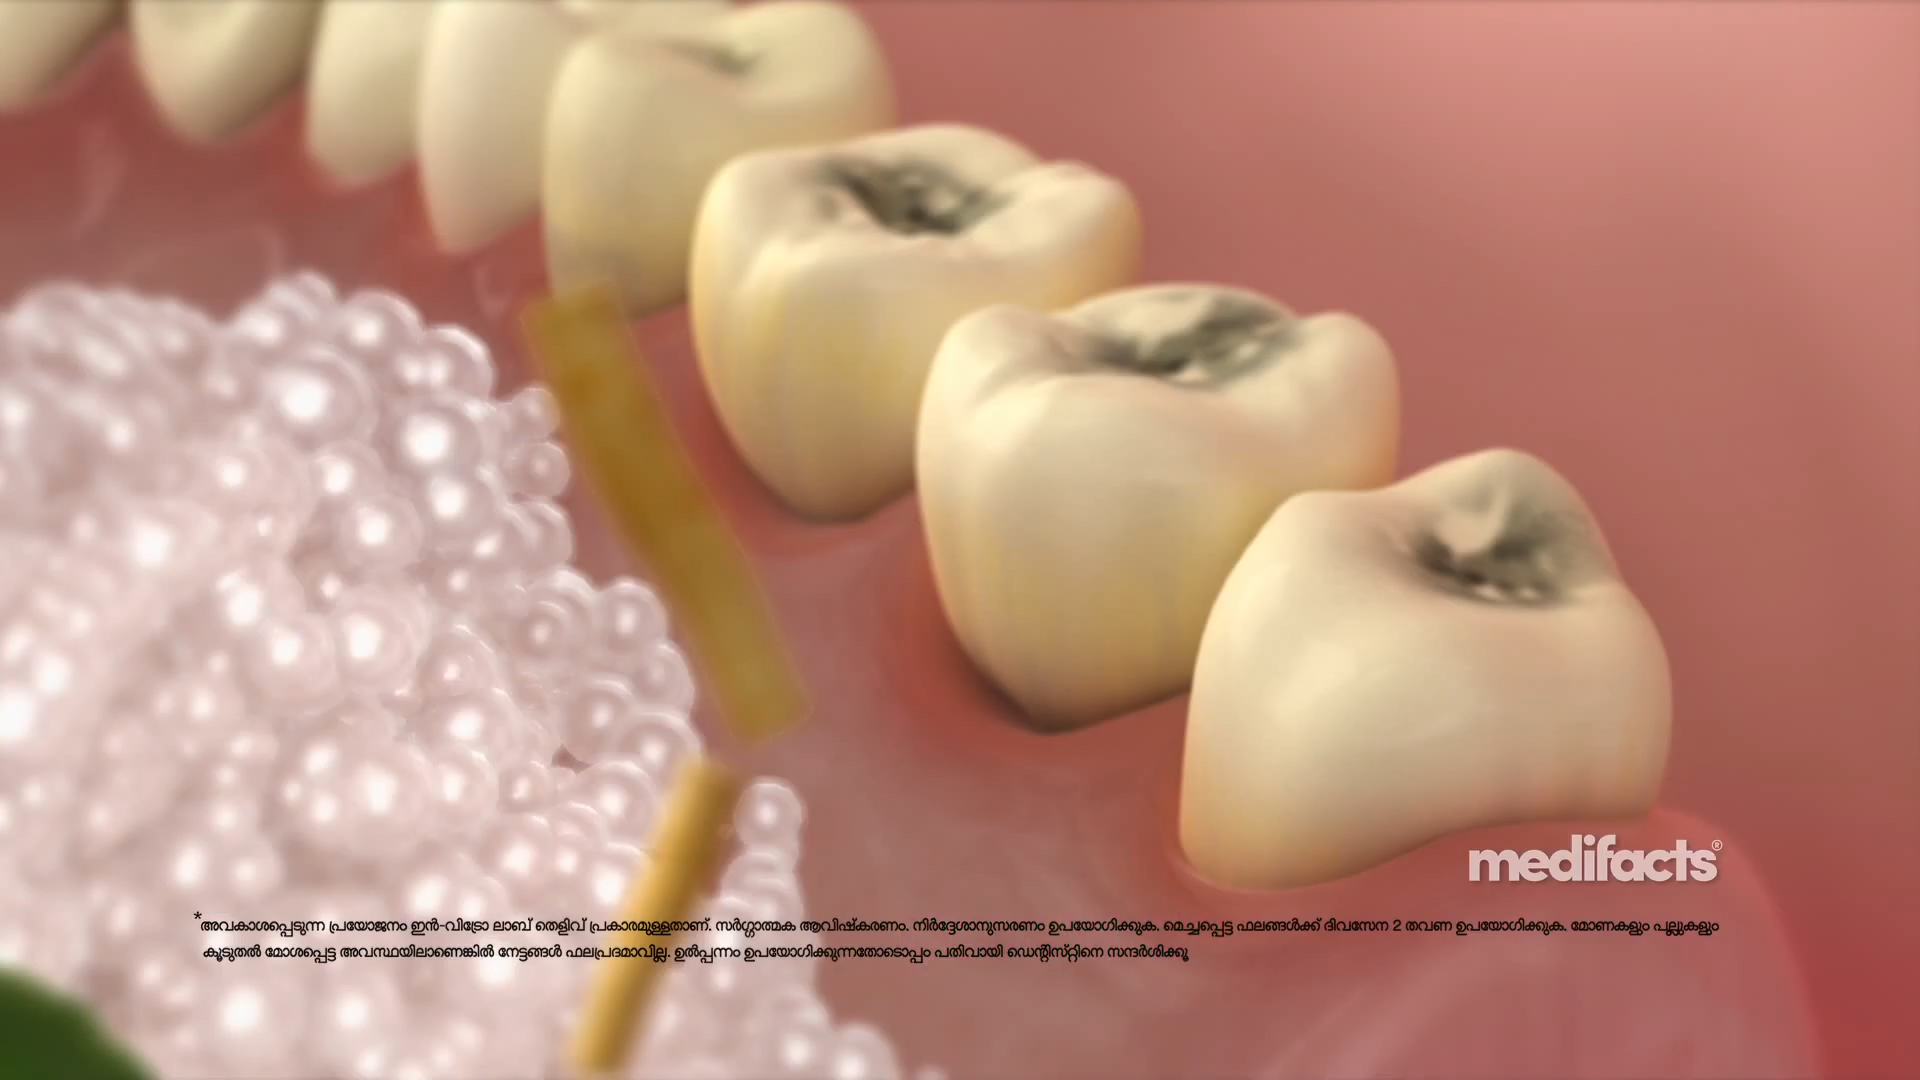 medifacts®
*അവകാശപ്പെടുന്ന പ്രയോജനം ഇൻ-വിട്രോ ലാബ് തെളിവ് പ്രകാരമുള്ളതാണ്. സർഗ്ഗാത്മക ആവിഷ്കരണം. നിർദ്ദേശാനുസരണം ഉപയോഗിക്കുക. മെച്ചപ്പെട്ട ഫലങ്ങൾക്ക് ദിവസേന 2 തവണ ഉപയോഗിക്കുക. മോണകളും പല്ലുകളും
കൂടുതൽ മോശപ്പെട്ട അവസ്ഥയിലാണെങ്കിൽ നേട്ടങ്ങൾ ഫലപ്രദമാവില്ല. ഉൽപ്പന്നം ഉപയോഗിക്കുന്നതോടൊപ്പം പതിവായി ഡെന്റിസ്റ്റിനെ സന്ദർശിക്കൂ